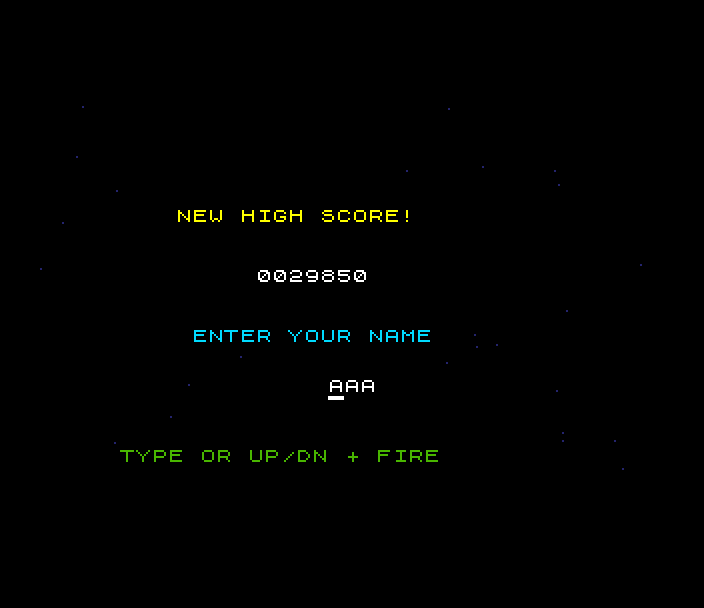 NEW HIGH SCORE!
0029850
ENTER YOUR NAME
AAA
TYPE OR UP/DN + FIRE